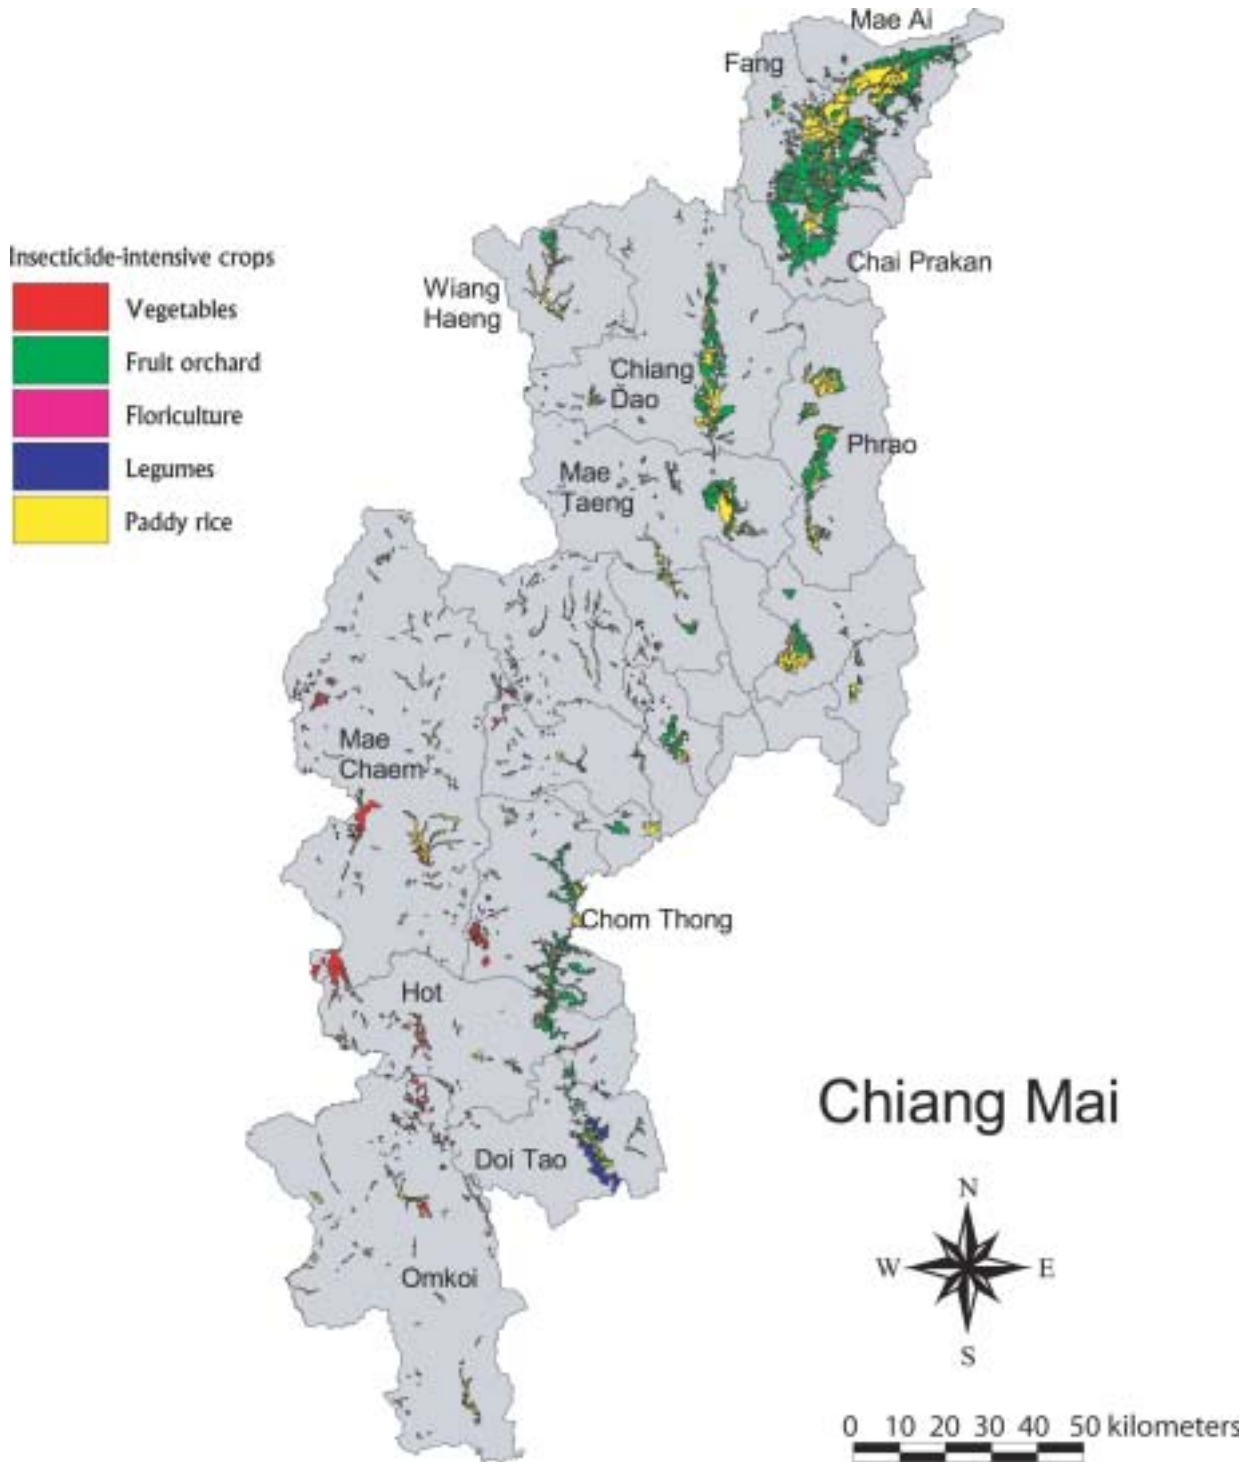 Mae Ai
Fang
Chai Prakan
Insecticide-intensive crops
Vegetables
Fruit orchard
Floriculture
Legumes
Paddy rice
Wiang
Haeng
Chiang
Dao
Phrao
Mae
Taeng
Mae
Chaem
Chom Thong
Hot
Doi Tao
Omkoi
Chiang Mai
N
W
E
S
0 10 20 30 40 50 kilometers